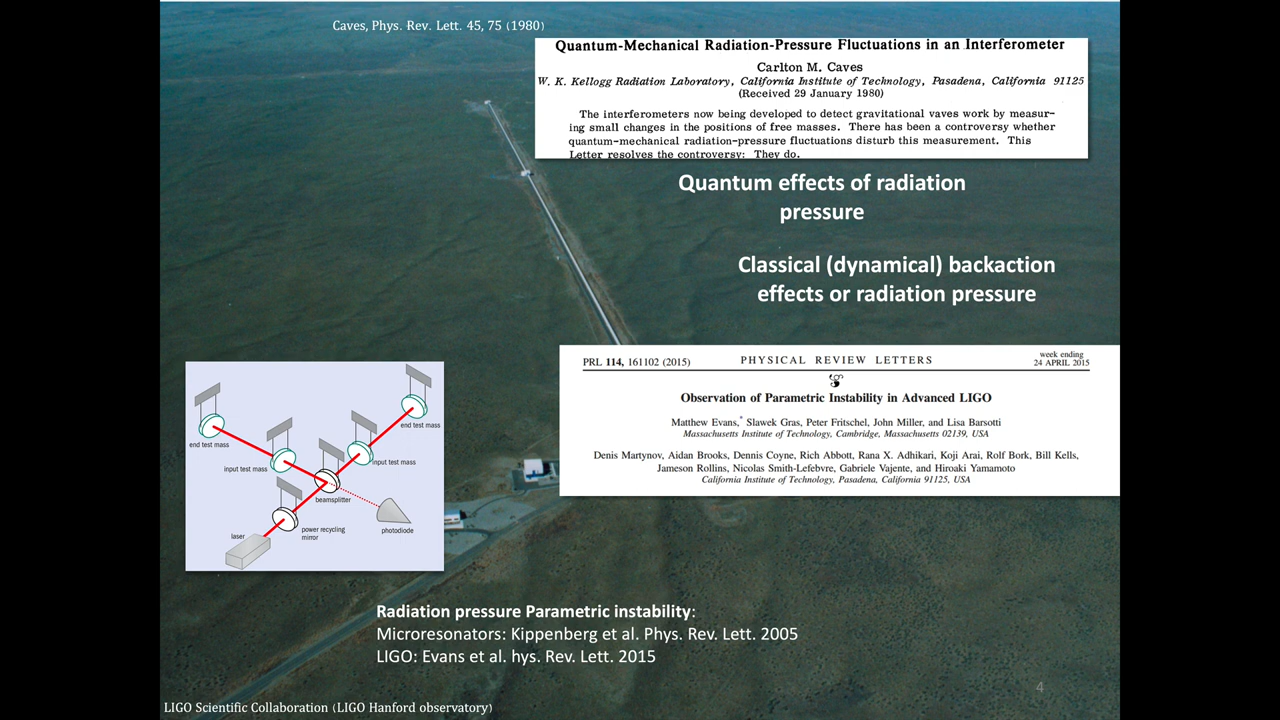 Caves, Phys. Rev. Lett. 45, 75 (1980)
Quantum-Mechanical Radiation-Pressure Fluctuations in an Interferometer
Carlton M. Caves
W. K. Kellogg Radiation Laboratory, California Institute of Technology, Pasadena, California 91125
(Received 29 January 1980)
The interferometers now being developed to detect gravitational vaves work by measur-
ing small changes in the positions of free masses. There has been a controversy whether
quantum-mechanical radiation-pressure fluctuations disturb this measurement. This
Letter resolves the controversy: They do.
Quantum effects of radiation
pressure
Classical (dynamical) backaction
effects or radiation pressure
PRL 114, 161102 (2015)
PHYSICAL REVIEW LETTERS
week ending
24 APRIL 2015
Observation of Parametric Instability in Advanced LIGO
Matthew Evans,* Slawek Gras, Peter Fritschel, John Miller, and Lisa Barsotti
Massachusetts Institute of Technology, Cambridge, Massachusetts 02139, USA
Denis Martynov, Aidan Brooks, Dennis Coyne, Rich Abbott, Rana X. Adhikari, Koji Arai, Rolf Bork, Bill Kells,
Jameson Rollins, Nicolas Smith-Lefebvre, Gabriele Vajente, and Hiroaki Yamamoto
California Institute of Technology, Pasadena, California 91125, USA
end test mass
end test mass
input test mass
input test mass
beamsplitter
power recycling
mirror
photodiode
laser
Radiation pressure Parametric instability:
Microresonators: Kippenberg et al. Phys. Rev. Lett. 2005
LIGO: Evans et al. hys. Rev. Lett. 2015
4
LIGO Scientific Collaboration (LIGO Hanford observatory)